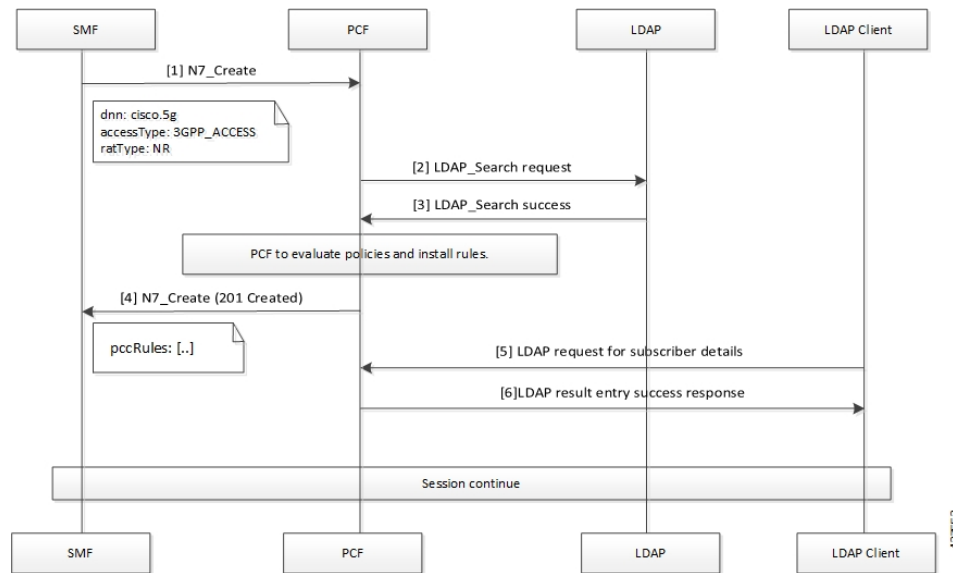 SMF
PCF
LDAP
LDAP Client
[1] N7_Create
dnn: cisco.5g
accessType: 3GPP_ACCESS
ratType: NR
[2] LDAP_Search request
[3] LDAP_Search success
PCF to evaluate policies and install rules.
[4] N7_Create (201 Created)
pccRules: [..]
[5] LDAP request for subscriber details
[6]LDAP result entry success response
Session continue
SMF
PCF
LDAP
LDAP Client